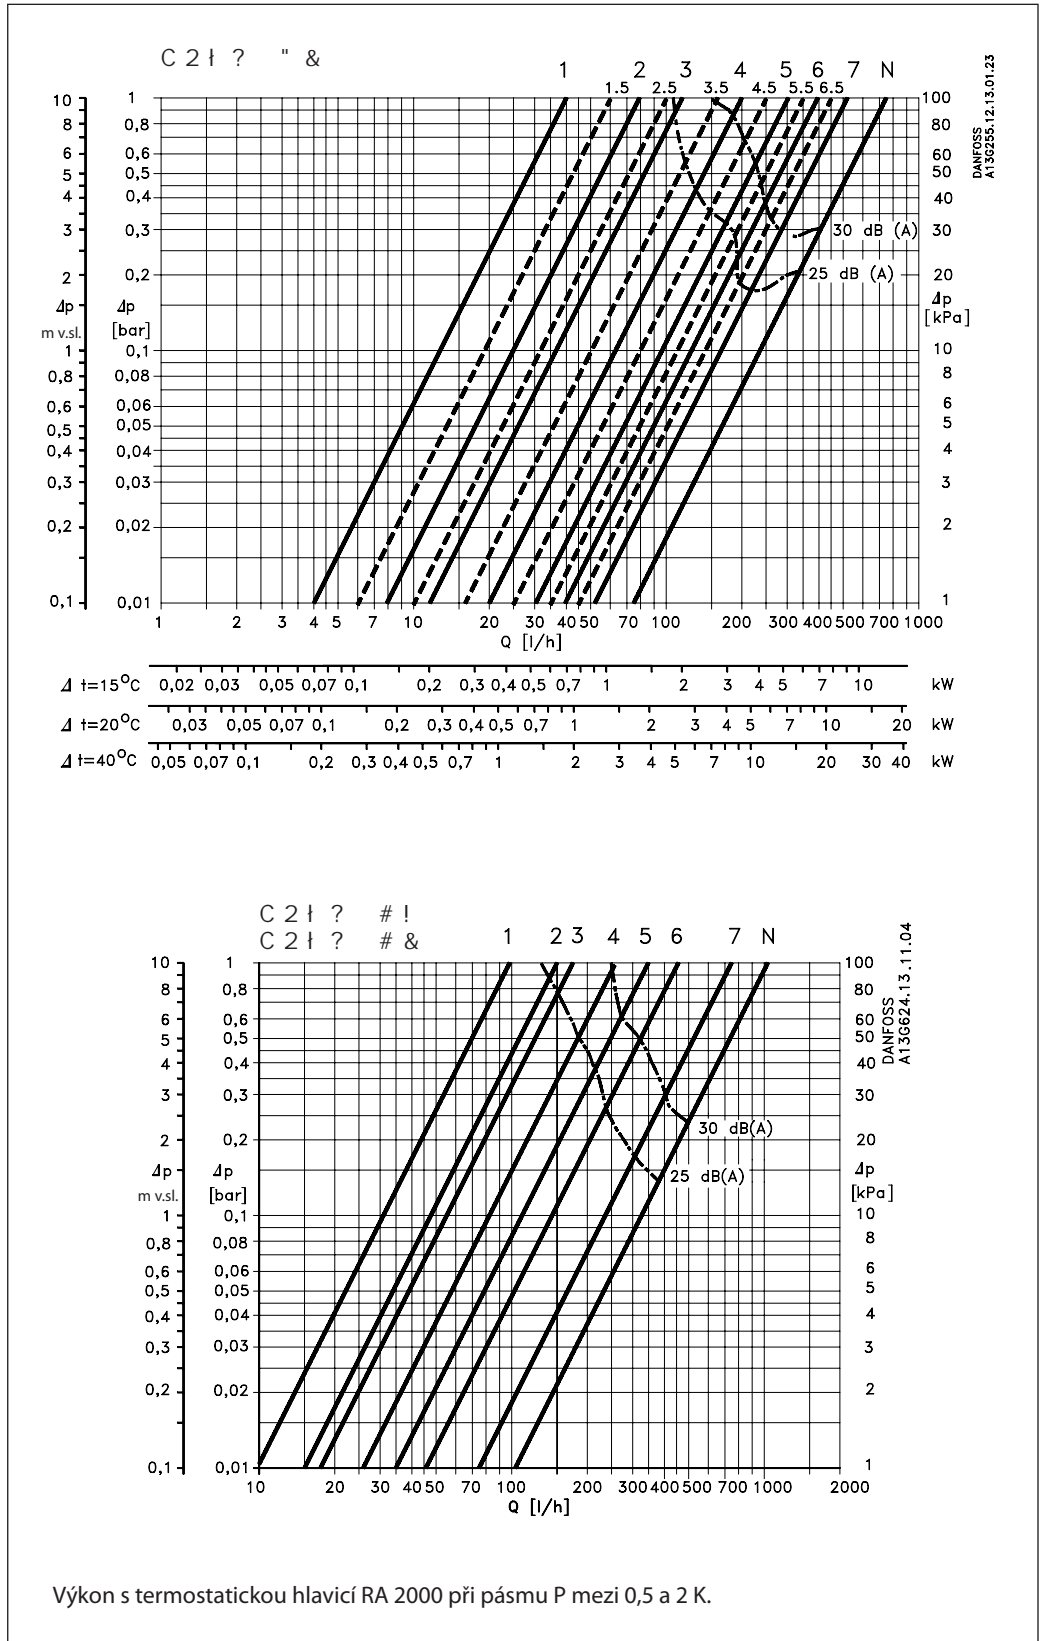 C 2 ł ? " &
1 2 3 4 5 6 7 N
1.5 2.5 3.5 4.5 5.5 6.5
DANFOSS
A13G255.12.13.01.23
10 1 100
8 0,8 80
6 0,6 60
5 0,5 50
4 0,4 40
3 0,3 30
30 dB (A)
2 0,2 20
25 dB (A)
Δp Δp Δp
m v.sl. [bar] [kPa]
1 0,1 10
0,8 0,08 8
0,6 0,06 6
0,5 0,05 5
0,4 0,04 4
0,3 0,03 3
0,2 0,02 2
0,1 0,01 1
1 2 3 4 5 7 10 20 30 40 50 70 100 200 300 400 500 700 1000
Q [l/h]
Δ t=15°C 0,02 0,03 0,05 0,07 0,1 0,2 0,3 0,4 0,5 0,7 1 2 3 4 5 7 10 kW
Δ t=20°C 0,03 0,05 0,07 0,1 0,2 0,3 0,4 0,5 0,7 1 2 3 4 5 7 10 20 kW
Δ t=40°C 0,05 0,07 0,1 0,2 0,3 0,4 0,5 0,7 1 2 3 4 5 7 10 20 30 40 kW
C 2 ł ? # !
C 2 ł ? # &
1 2 3 4 5 6 7 N
DANFOSS
A13G624.13.11.04
10 1 100
8 0,8 80
6 0,6 60
5 0,5 50
4 0,4 40
3 0,3 30
30 dB(A)
2 0,2 20
25 dB(A)
Δp Δp Δp
m v.sl. [bar] [kPa]
1 0,1 10
0,8 0,08 8
0,6 0,06 6
0,5 0,05 5
0,4 0,04 4
0,3 0,03 3
0,2 0,02 2
0,1 0,01 1
10 20 30 40 50 70 100 200 300 400 500 700 1000 2000
Q [l/h]
Výkon s termostatickou hlavicí RA 2000 při pásmu P mezi 0,5 a 2 K.